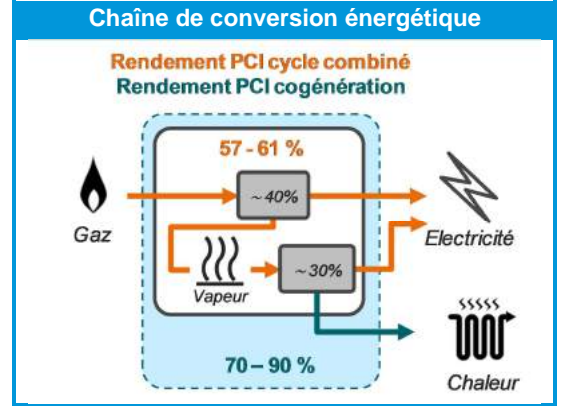 Chaîne de conversion énergétique
Rendement PCI cycle combiné
Rendement PCI cogénération
57 - 61 %
~40%
Gaz
Electricité
~30%
Vapeur
70 – 90 %
Chaleur